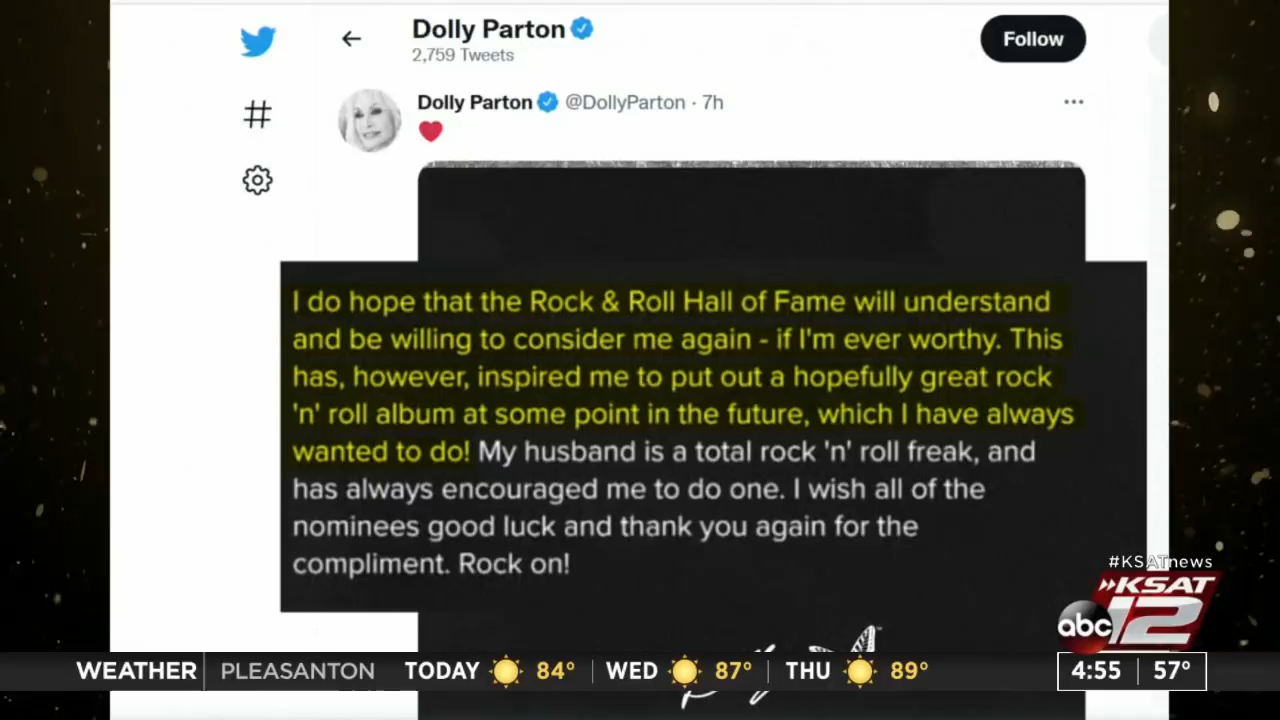 Dolly Parton
2,759 Tweets
Follow
Dolly Parton @DollyParton · 7h
I do hope that the Rock & Roll Hall of Fame will understand
and be willing to consider me again - if I'm ever worthy. This
has, however, inspired me to put out a hopefully great rock
'n' roll album at some point in the future, which I have always
wanted to do! My husband is a total rock 'n' roll freak, and
has always encouraged me to do one. I wish all of the
nominees good luck and thank you again for the
compliment. Rock on!
#KSATnews
KSAT
abc 12
WEATHER PLEASANTON TODAY 84° WED 87° THU 89° 4:55 57°